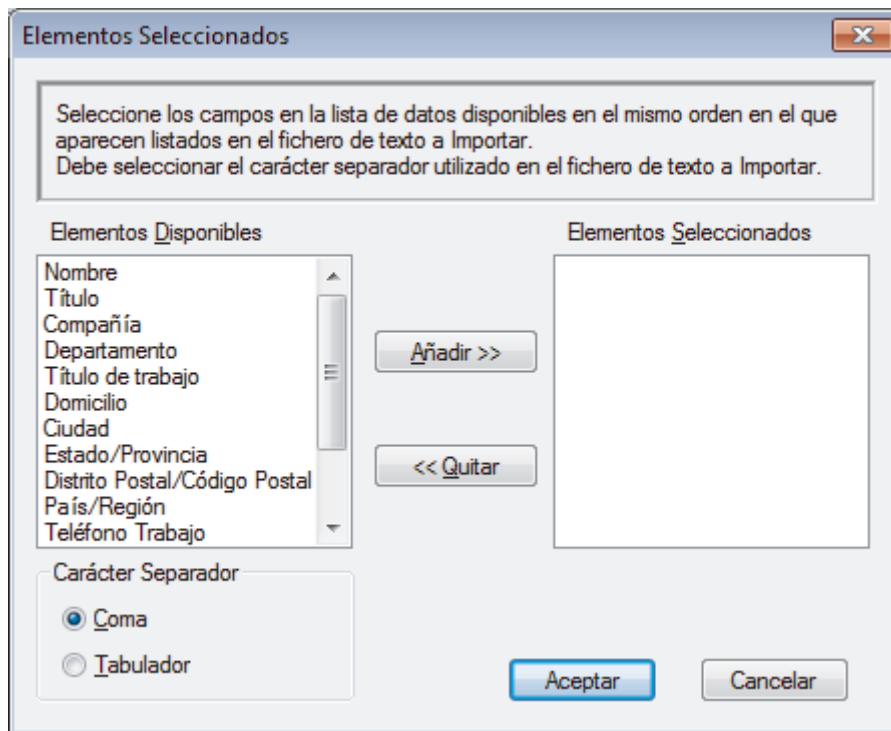 Elementos Seleccionados
Seleccione los campos en la lista de datos disponibles en el mismo orden en el que
aparecen listados en el fichero de texto a Importar.
Debe seleccionar el carácter separador utilizado en el fichero de texto a Importar.
Elementos Disponibles
Nombre
Título
Compañía
Departamento
Título de trabajo
Domicilio
Ciudad
Estado/Provincia
Distrito Postal/Código Postal
País/Región
Teléfono Trabajo
Añadir >>
<< Quitar
Elementos Seleccionados
Carácter Separador
Coma
Tabulador
Aceptar
Cancelar